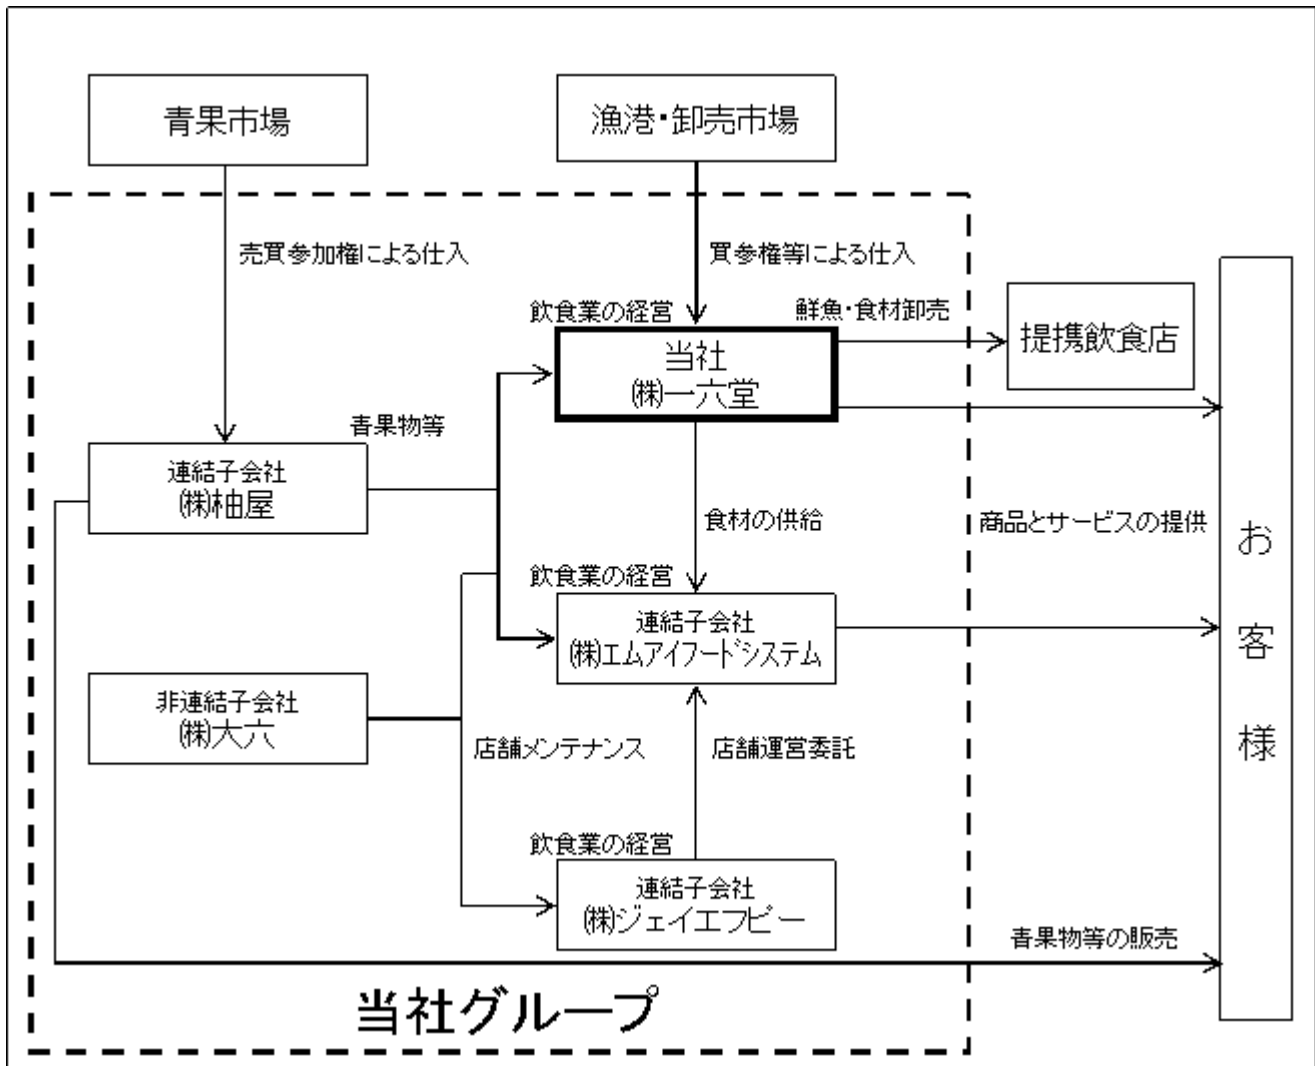 青果市場
漁港・卸売市場
売買参加権による仕入
買参権等による仕入
飲食業の経営
鮮魚・食材卸売
当社
㈱一六堂
提携飲食店
青果物等
連結子会社
㈱柚屋
食材の供給
商品とサービスの提供
お客様
飲食業の経営
連結子会社
㈱エムアイフードシステム
非連結子会社
㈱大六
店舗メンテナンス
店舗運営委託
飲食業の経営
連結子会社
㈱ジェイエフピー
青果物等の販売
当社グループ